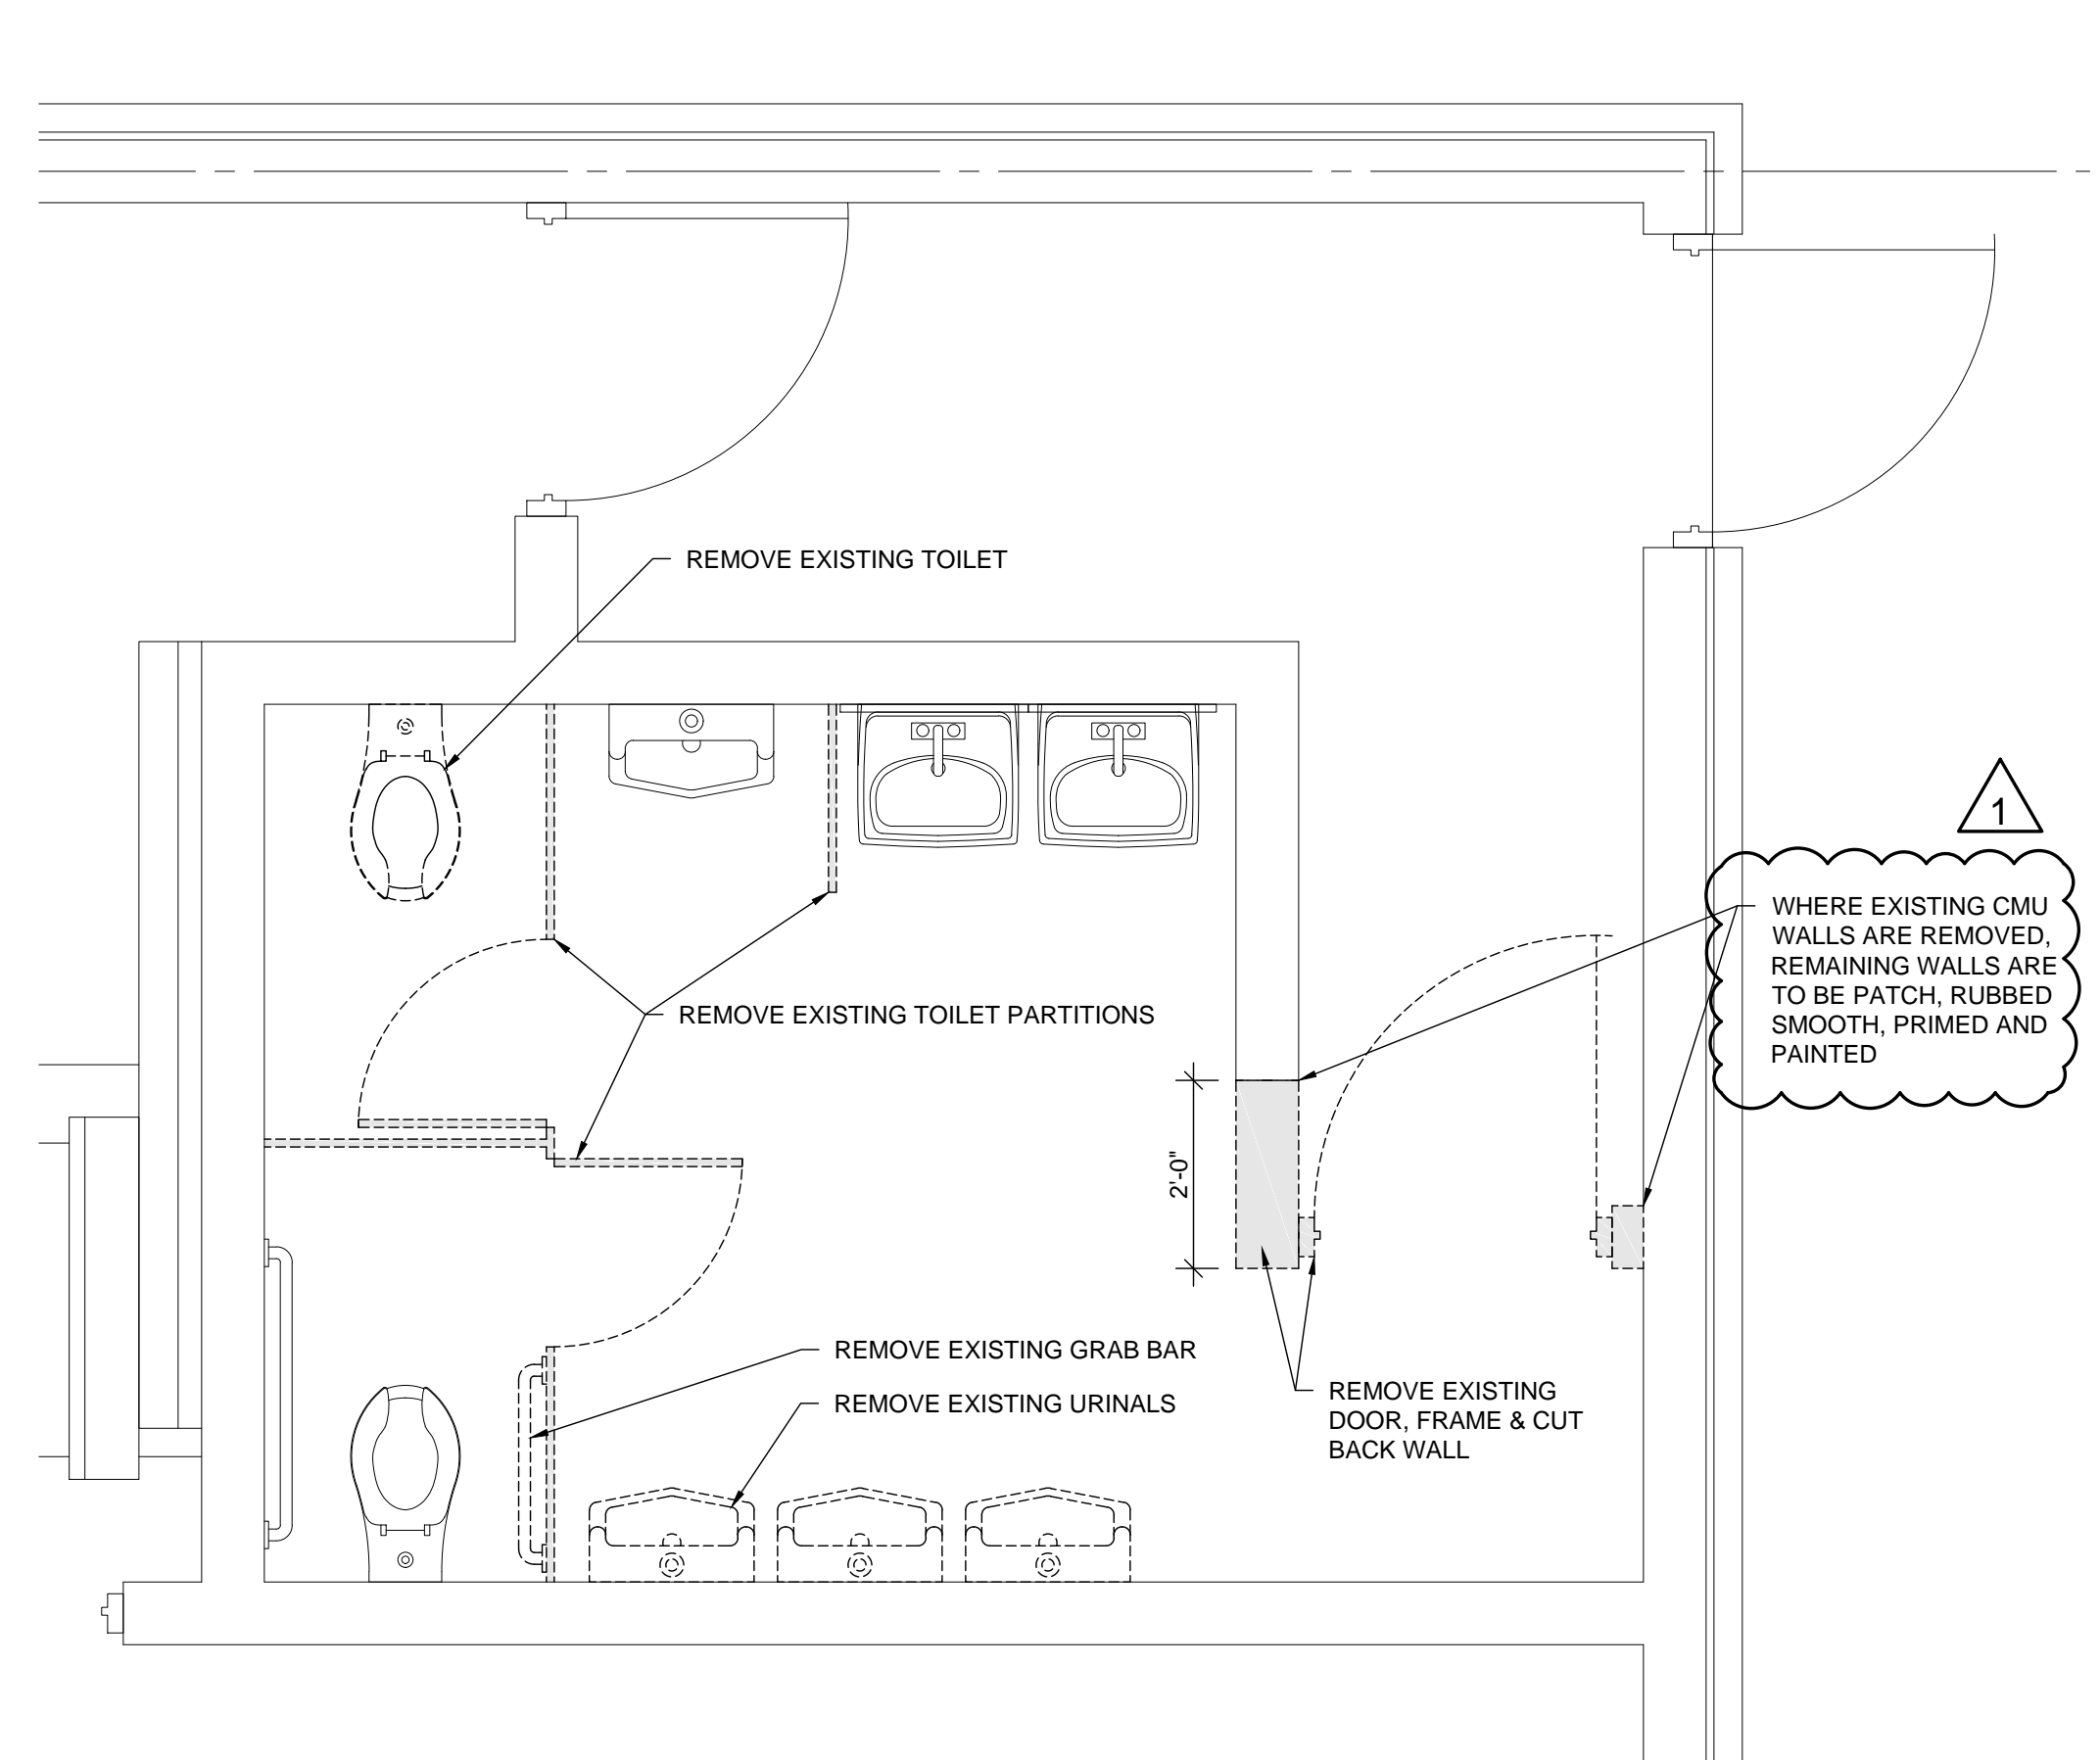 REMOVE EXISTING TOILET
1
WHERE EXISTING CMU
WALLS ARE REMOVED,
REMAINING WALLS ARE
TO BE PATCH, RUBBED
SMOOTH, PRIMED AND
PAINTED
REMOVE EXISTING TOILET PARTITIONS
2'-0"
REMOVE EXISTING GRAB BAR
REMOVE EXISTING URINALS
REMOVE EXISTING
DOOR, FRAME & CUT
BACK WALL